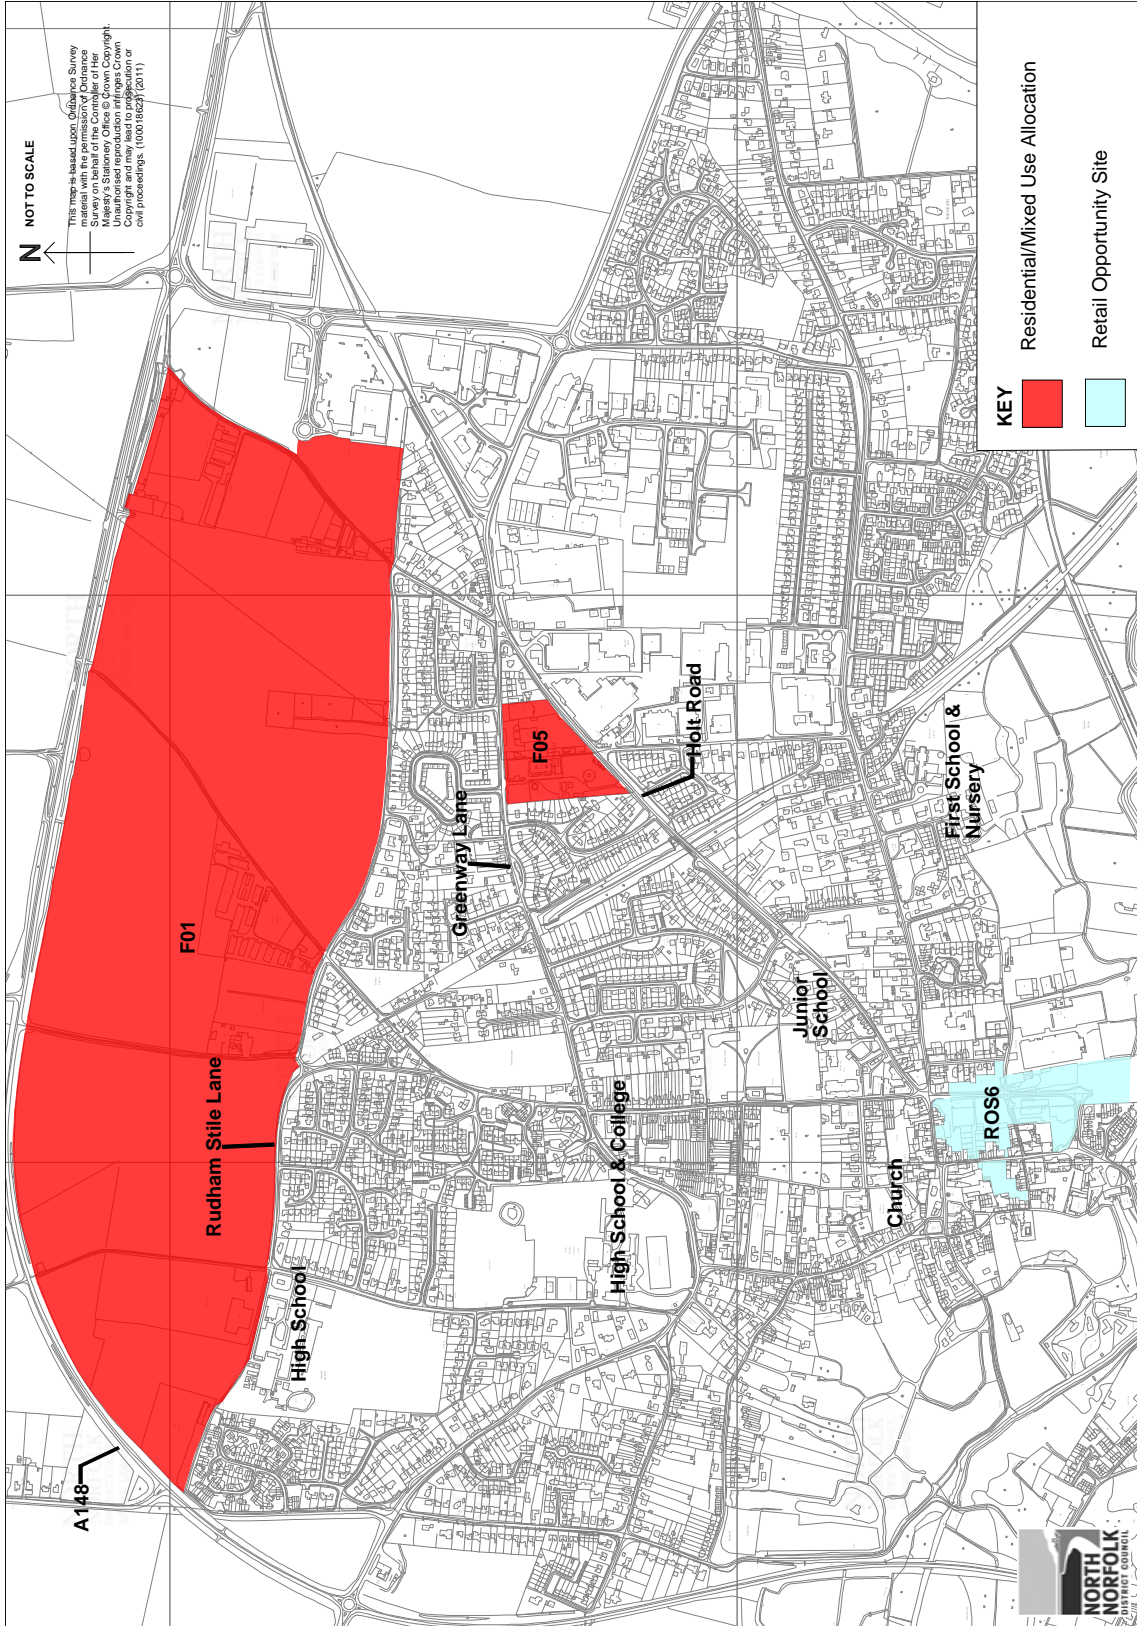 N
NOT TO SCALE
This map is based upon Ordnance Survey
material with the permission of Ordnance
Survey on behalf of the Controller of Her
Majesty's Stationery Office © Crown Copyright.
Unauthorised reproduction infringes Crown
Copyright and may lead to prosecution or
civil proceedings. (100018623) (2011)
A148
F01
Rudham Stile Lane
High School
Greenway Lane
F05
Holt Road
High School & College
Junior
School
First School &
Nursery
Church
ROS6
KEY
Residential/Mixed Use Allocation
Retail Opportunity Site
NORTH
NORFOLK
DISTRICT COUNCIL